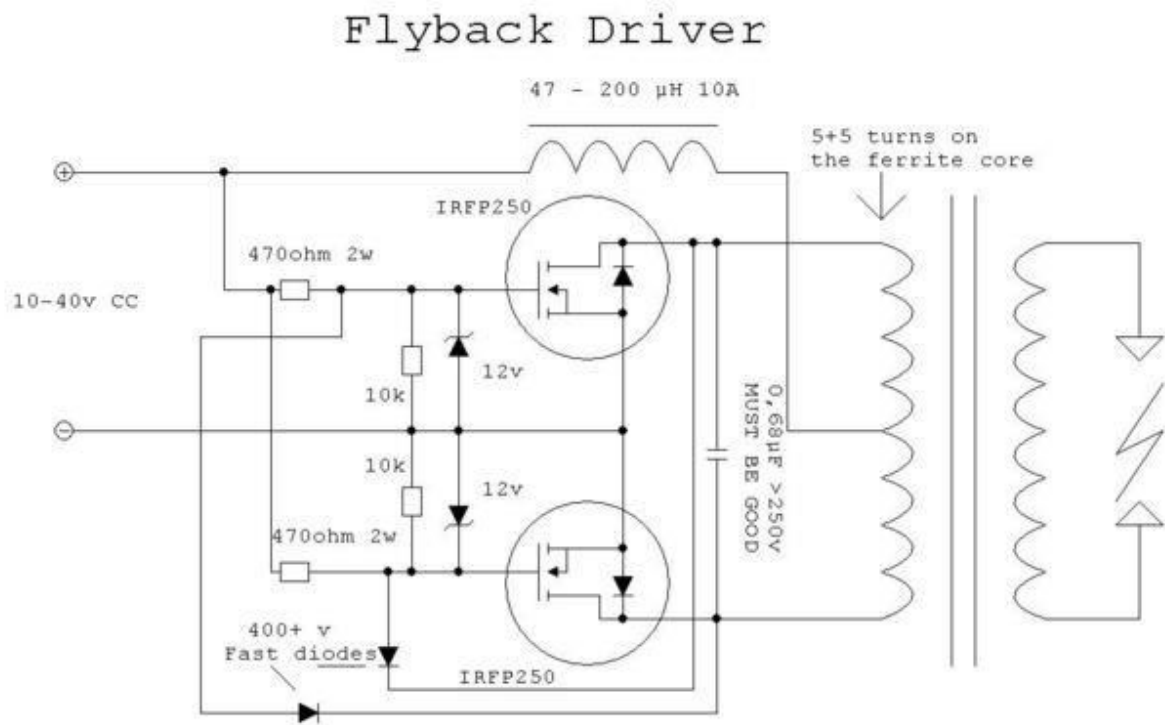 Flyback Driver
47 - 200 µH 10A
5+5 turns on
the ferrite core
IRFP250
470ohm 2w
10-40v CC
12v
10k
10k
12v
0,68µF >250v
MUST BE GOOD
470ohm 2w
400+ v
Fast diodes
IRFP250